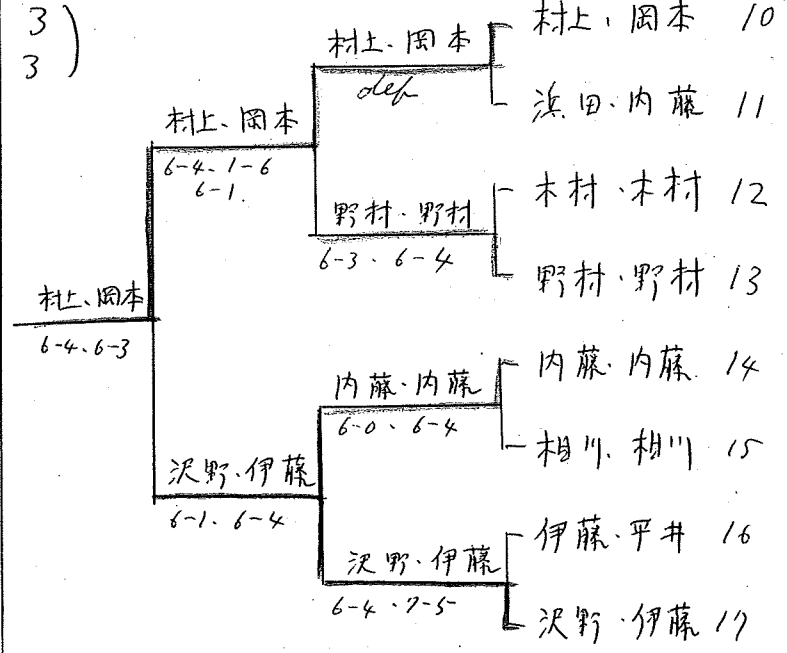 3
3 )
村上、岡本
6-4、6-3
村上、岡本
6-4、1-6
6-1.
沢野・伊藤
6-1、6-4
村上、岡本
def
野村・野村
6-3、6-4
内藤・内藤
6-0、6-4
沢野・伊藤
6-4・7-5
村上、岡本 10
浜田・内藤 11
木村・木村 12
野村・野村 13
内藤・内藤 14
相川、相川 15
伊藤・平井 16
沢野・伊藤 17